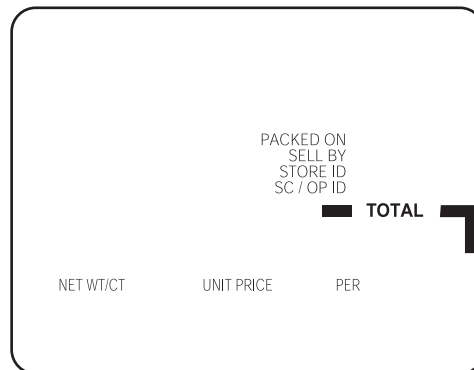 PACKED ON
SELL BY
STORE ID
SC / OP ID
TOTAL
NET WT/CT UNIT PRICE PER